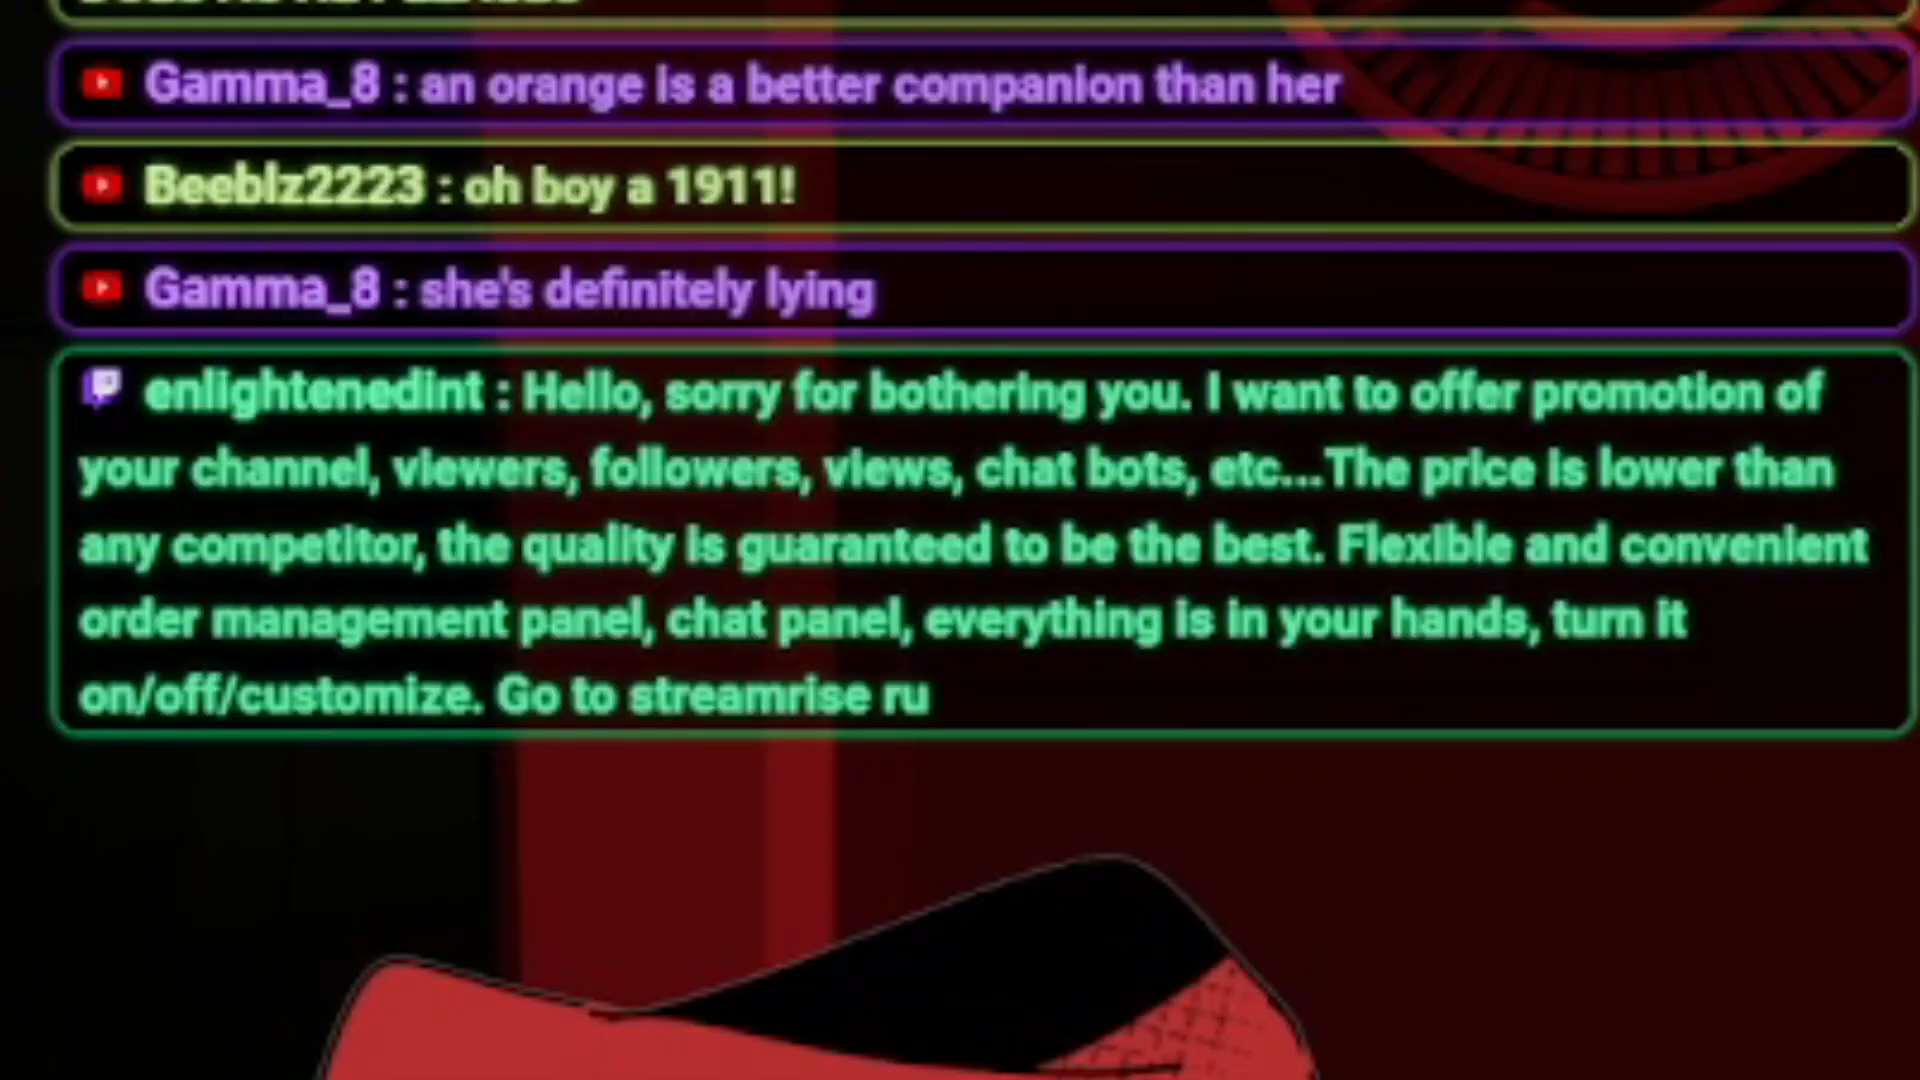 Gamma_8 : an orange is a better companion than her
Beeblz2223 : oh boy a 1911!
Gamma_8 : she's definitely lying
enlightenedint : Hello, sorry for bothering you. I want to offer promotion of
your channel, viewers, followers, views, chat bots, etc...The price is lower than
any competitor, the quality is guaranteed to be the best. Flexible and convenient
order management panel, chat panel, everything is in your hands, turn it
on/off/customize. Go to streamrise ru